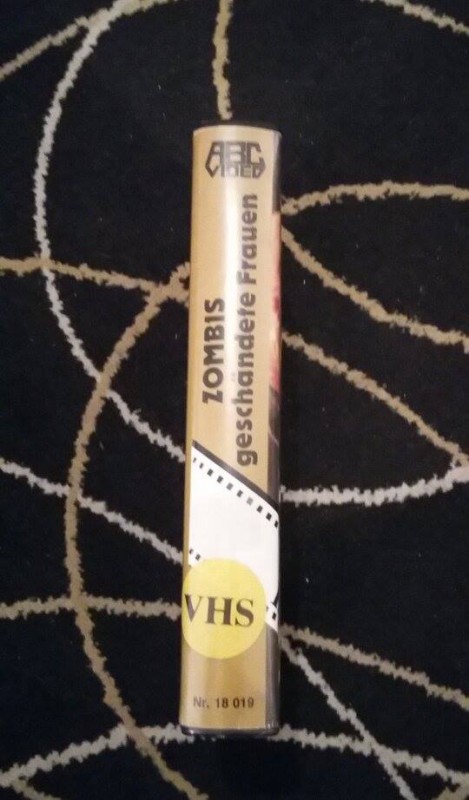 ABC
VIDEO
ZOMBIS
geschändete Frauen
VHS
Nr. 18 019